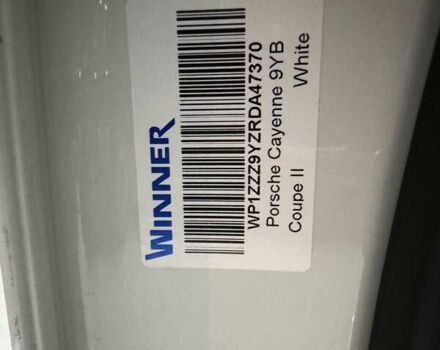 WINNER
WP1ZZZ9YZRDA47370
Porsche Cayenne 9YB
Coupe II White